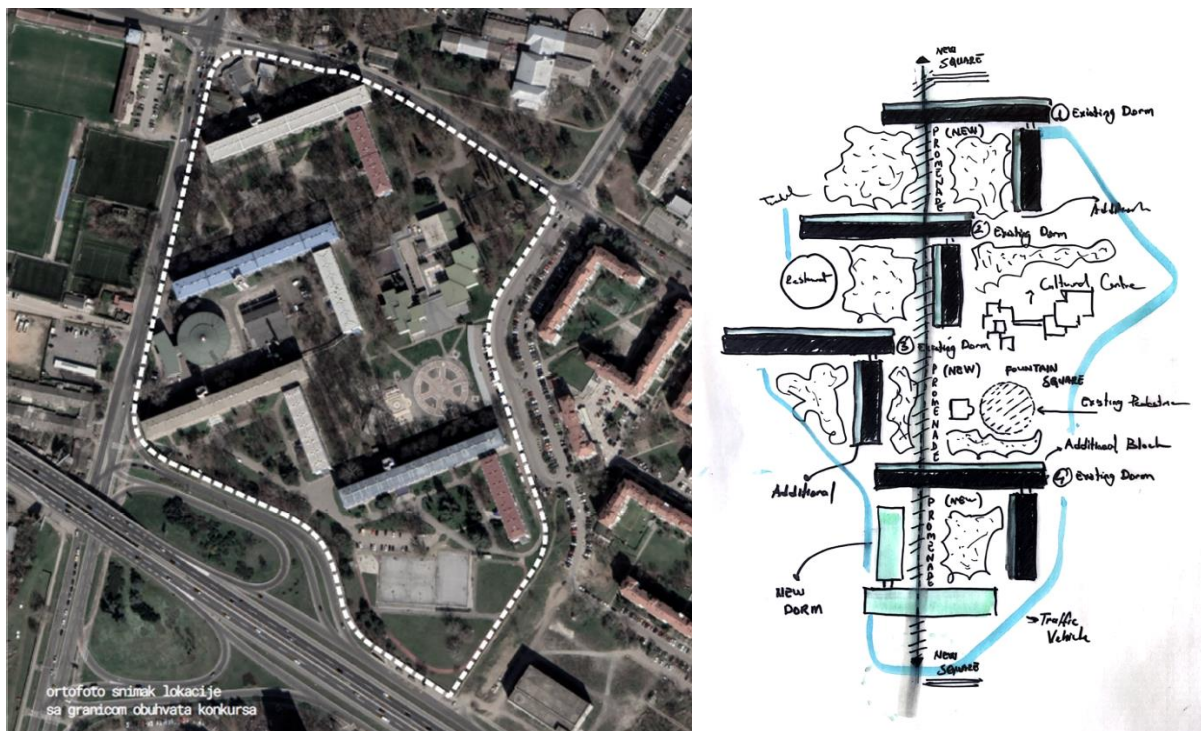 ortofoto snimak lokacije
sa granicom obuhvata konkursa
NEW
SQUARE
1 Existing Dorm
PROMENADE
(NEW)
2 Existing Dorm
Cultural Centre
3 Existing Dorm
PROMENADE
(NEW)
FOUNTAIN
SQUARE
Existing
Additional Block
4 Existing Dorm
Additional
PROMENADE
(NEW)
NEW
DORM
Traffic
Vehicle
NEW
SQUARE